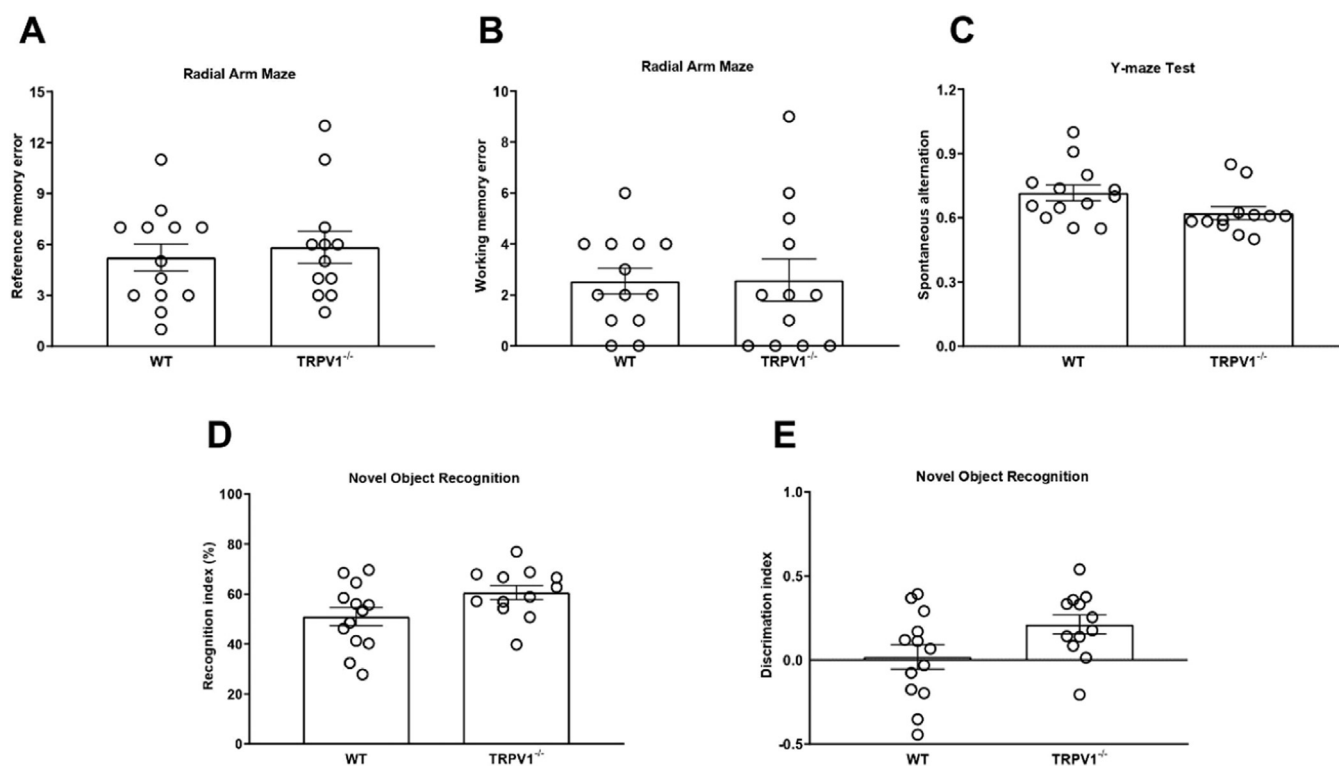 A
Radial Arm Maze
Reference memory error
15
12
9
6
3
0
WT
TRPV1-/-
B
Radial Arm Maze
Working memory error
10
8
6
4
2
0
WT
TRPV1-/-
C
Y-maze Test
Spontaneous alternation
1.2
0.9
0.6
0.3
0.0
WT
TRPV1-/-
D
Novel Object Recognition
Recognition index (%)
100
80
60
40
20
0
WT
TRPV1-/-
E
Novel Object Recognition
Discrimation index
1.0
0.5
0.0
-0.5
WT
TRPV1-/-